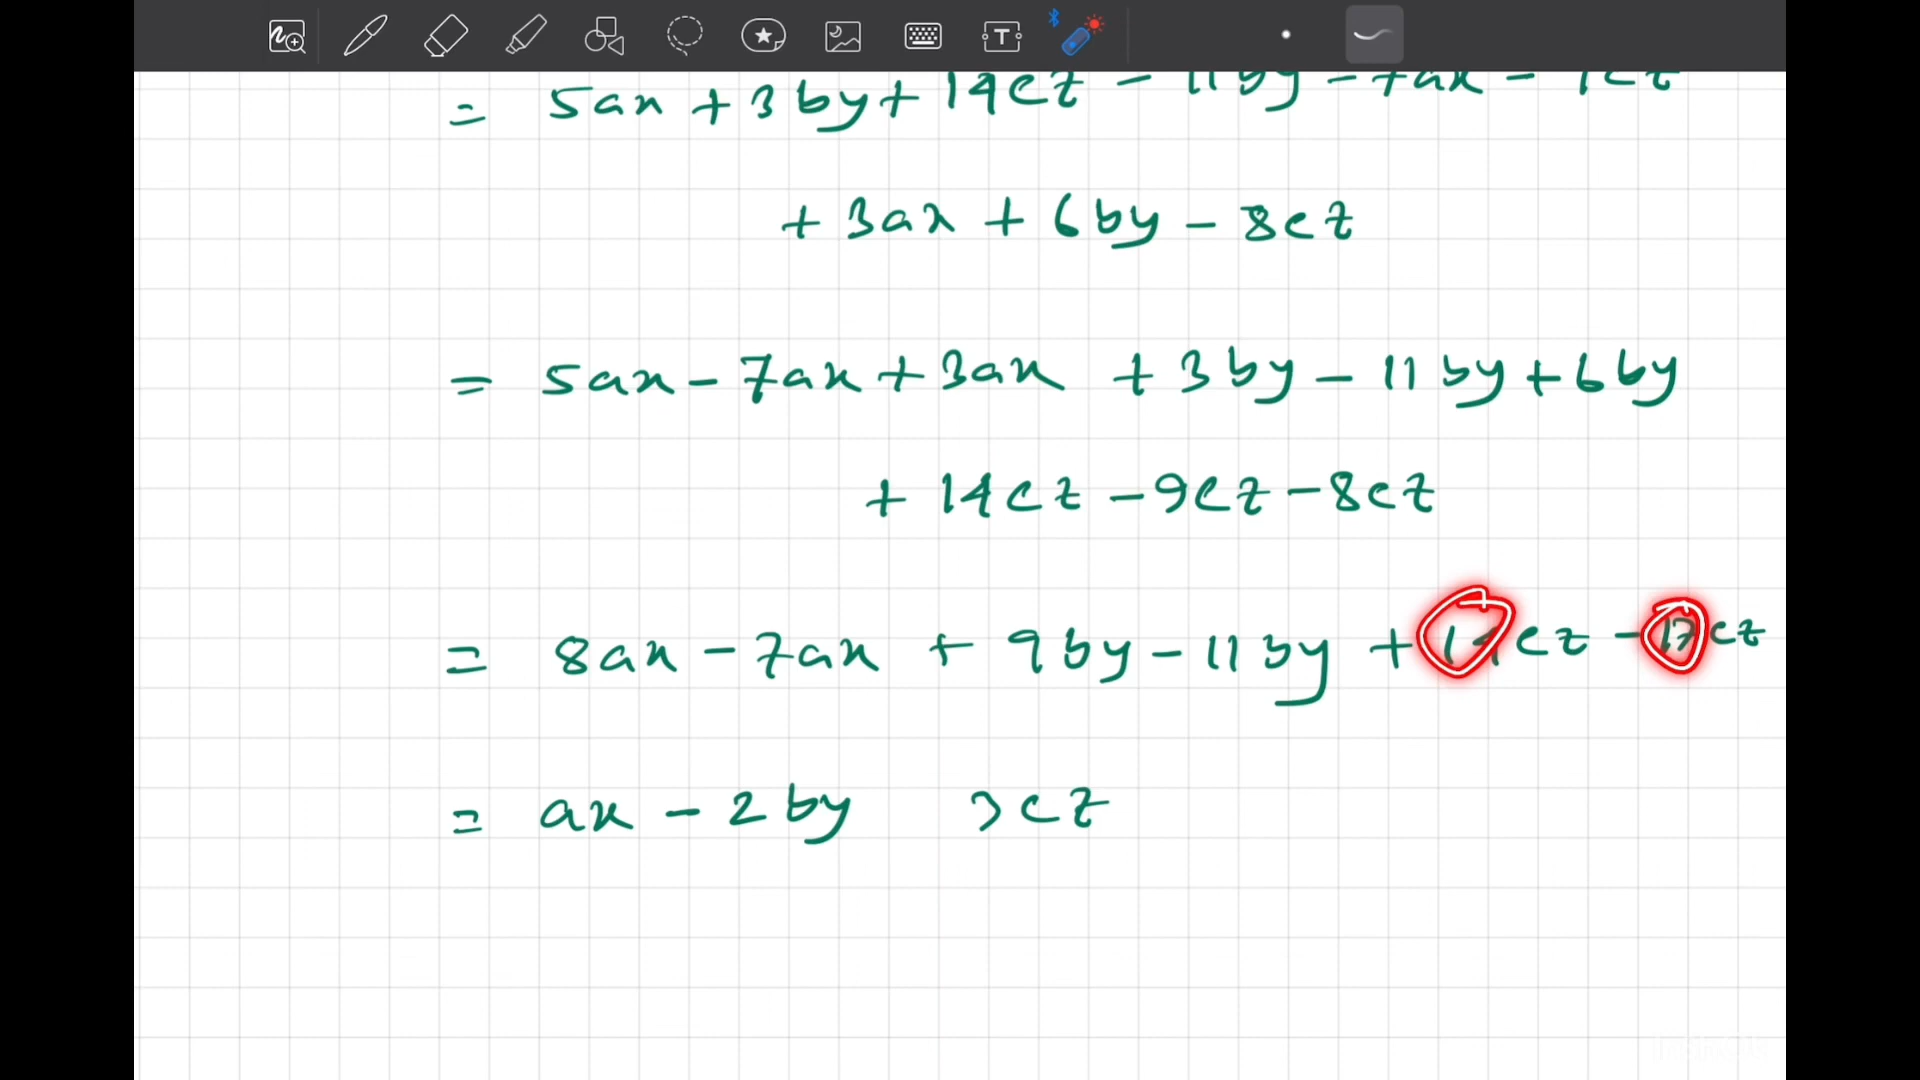 = 5ax + 3by + 14cz - 11by - 7ax - 9cz
+ 3ax + 6by - 8cz
= 5ax - 7ax + 3ax + 3by - 11by + 6by
+ 14cz - 9cz - 8cz
= 8ax - 7ax + 9by - 11by + 14cz - 17cz
= ax - 2by 3cz